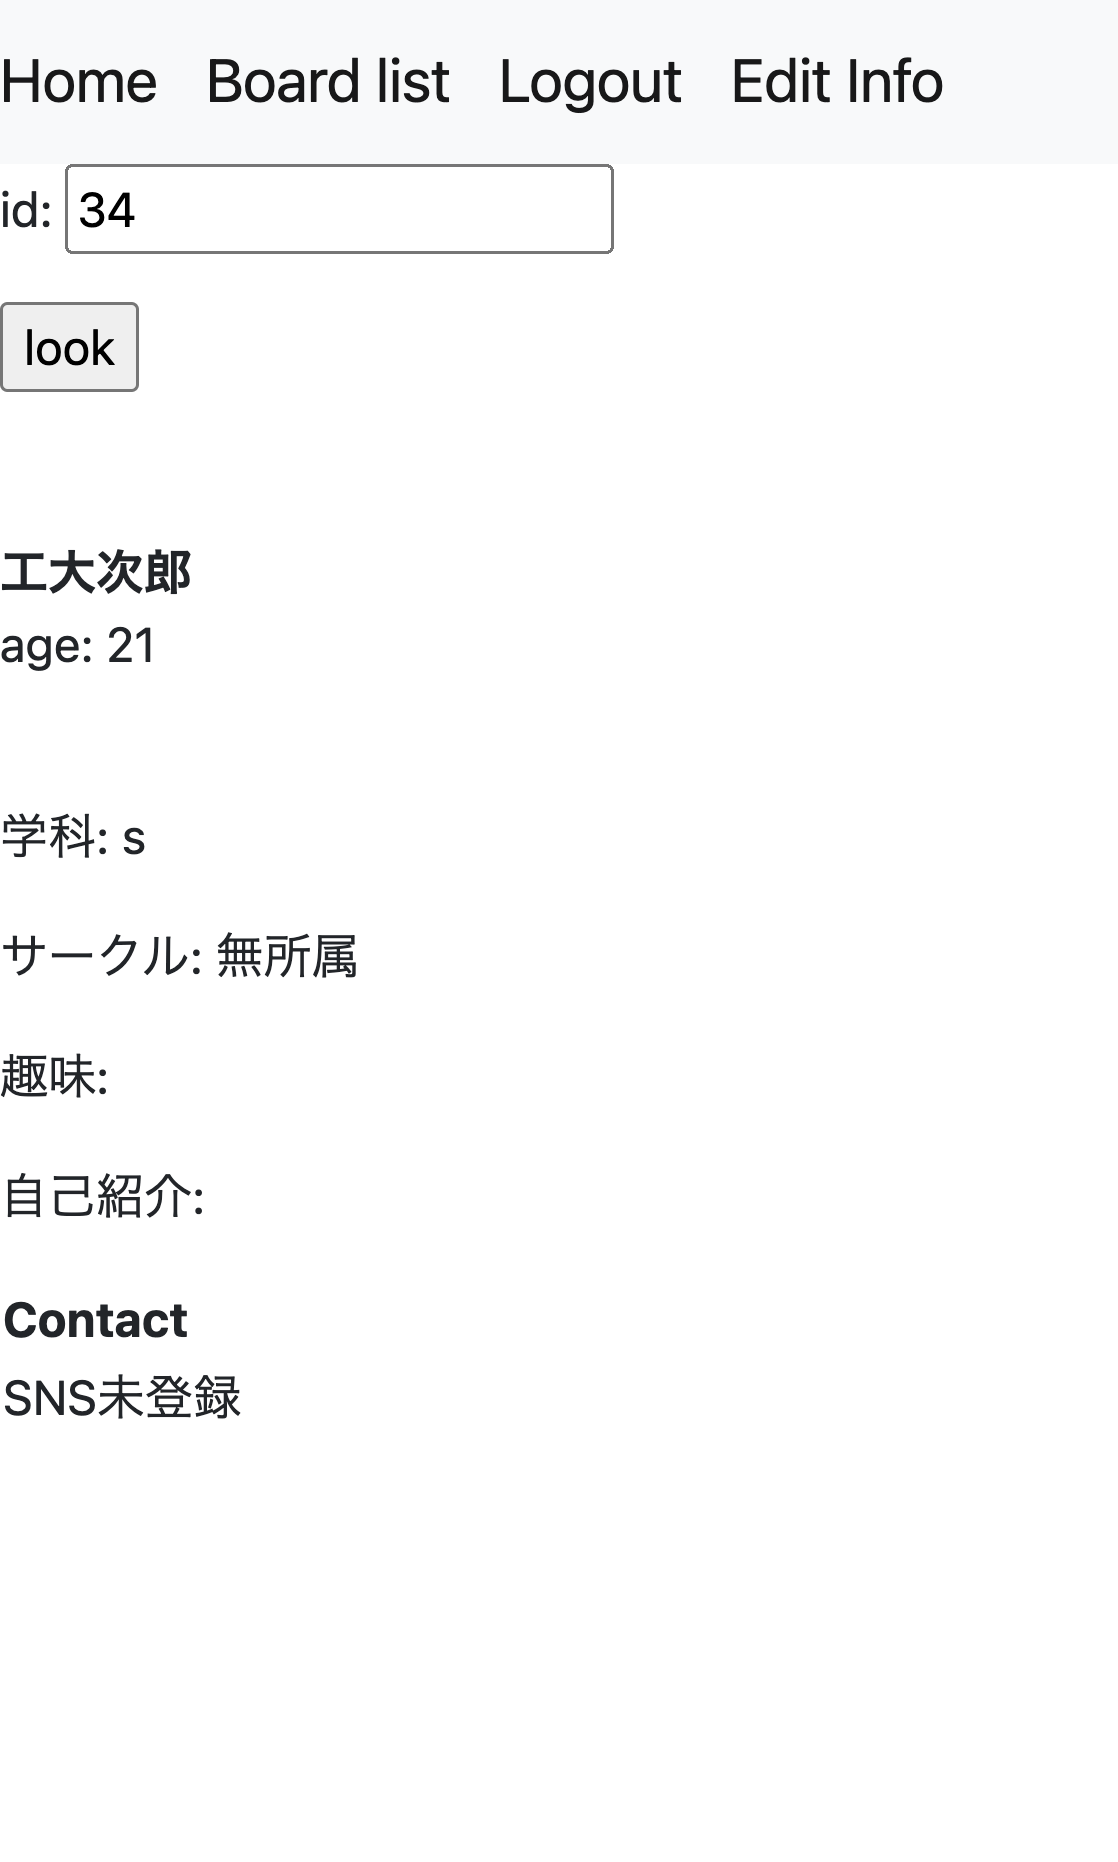 Home Board list Logout Edit Info
id: 34
look
工大次郎
age: 21
学科: s
サークル: 無所属
趣味:
自己紹介:
Contact
SNS未登録